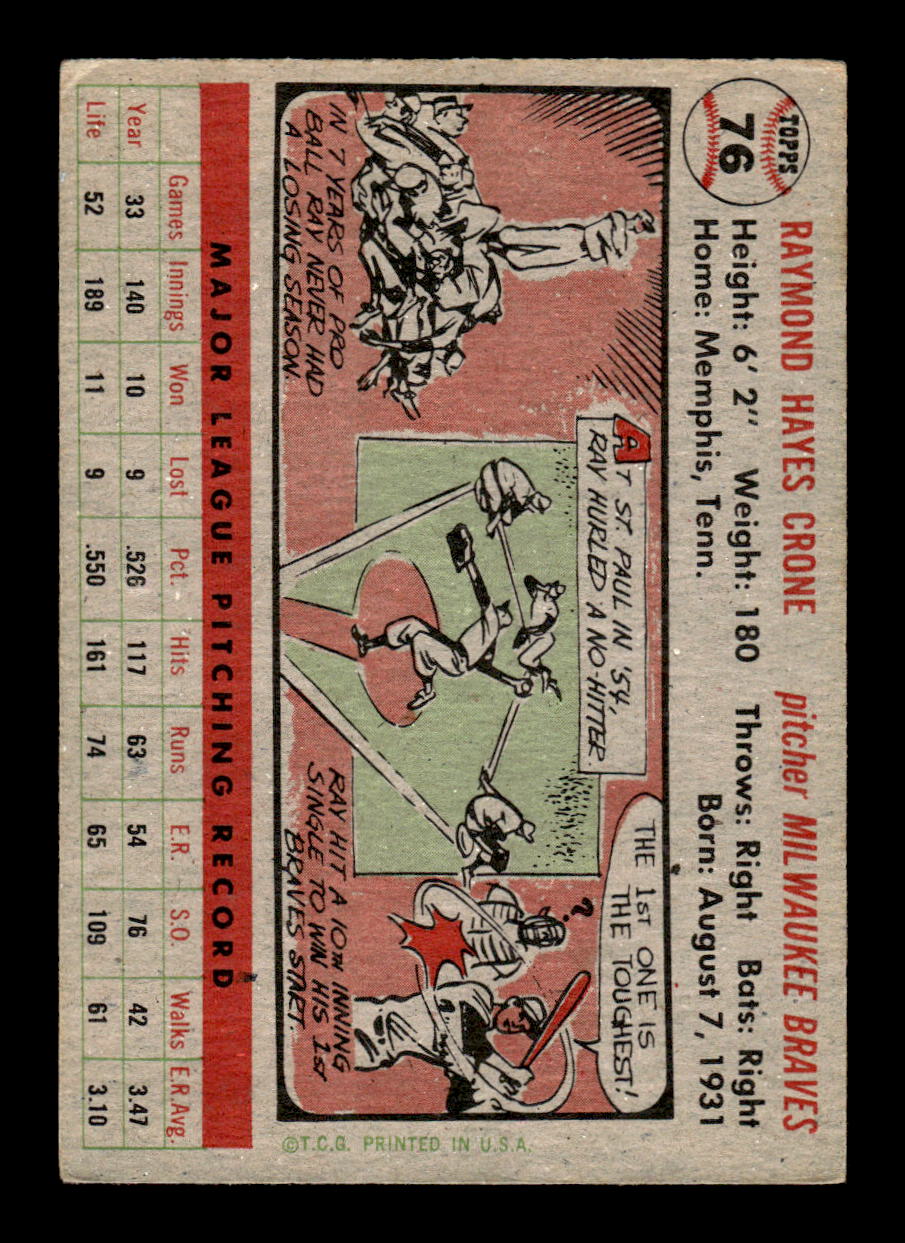 TOPPS
76
RAYMOND HAYES CRONE pitcher MILWAUKEE BRAVES
Height: 6' 2" Weight: 180 Throws: Right Bats: Right
Home: Memphis, Tenn. Born: August 7, 1931
IN 7 YEARS OF PRO
BALL RAY NEVER HAD
A LOSING SEASON.
AT ST. PAUL IN '54,
RAY HURLED A NO-HITTER.
THE 1ST ONE IS
THE TOUGHEST!
?
RAY HIT A 10TH INNING
SINGLE TO WIN HIS 1ST
BRAVES START.
©T.C.G. PRINTED IN U.S.A.
MAJOR LEAGUE PITCHING RECORD
Games Innings Won Lost Pct. Hits Runs E.R. S.O. Walks E.R.Avg.
Year 33 140 10 9 .526 117 63 54 76 42 3.47
Life 52 189 11 9 .550 161 74 65 109 61 3.10